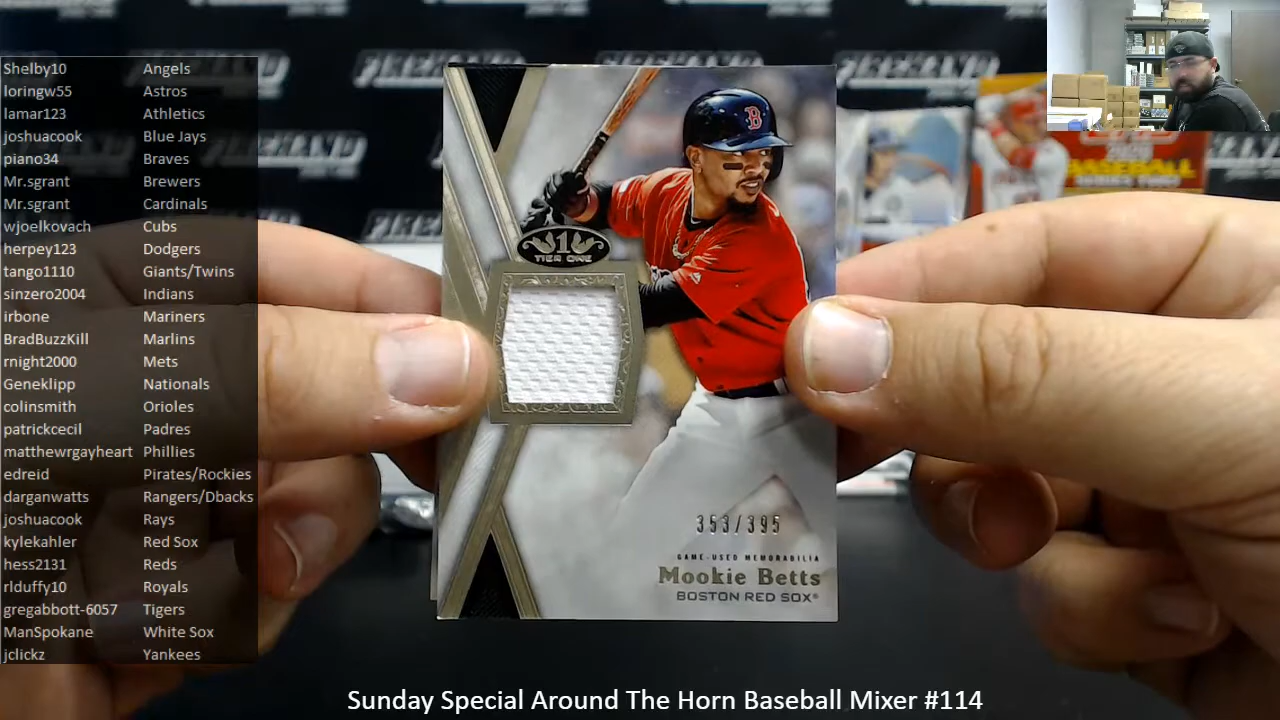 Shelby10 Angels
loringw55 Astros
lamar123 Athletics
joshuacook Blue Jays
piano34 Braves
Mr.sgrant Brewers
Mr.sgrant Cardinals
wjoelkovach Cubs
herpey123 Dodgers
tango1110 Giants/Twins
sinzero2004 Indians
irbone Mariners
BradBuzzKill Marlins
rnight2000 Mets
Geneklipp Nationals
colinsmith Orioles
patrickcecil Padres
matthewrgayheart Phillies
edreid Pirates/Rockies
darganwatts Rangers/Dbacks
joshuacook Rays
kylekahler Red Sox
hess2131 Reds
rlduffy10 Royals
gregabbott-6057 Tigers
ManSpokane White Sox
jclickz Yankees
FIREHAND
B
1
TIER ONE
353/395
GAME-USED MEMORABILIA
Mookie Betts
BOSTON RED SOX®
2020
BASEBALL
Sunday Special Around The Horn Baseball Mixer #114